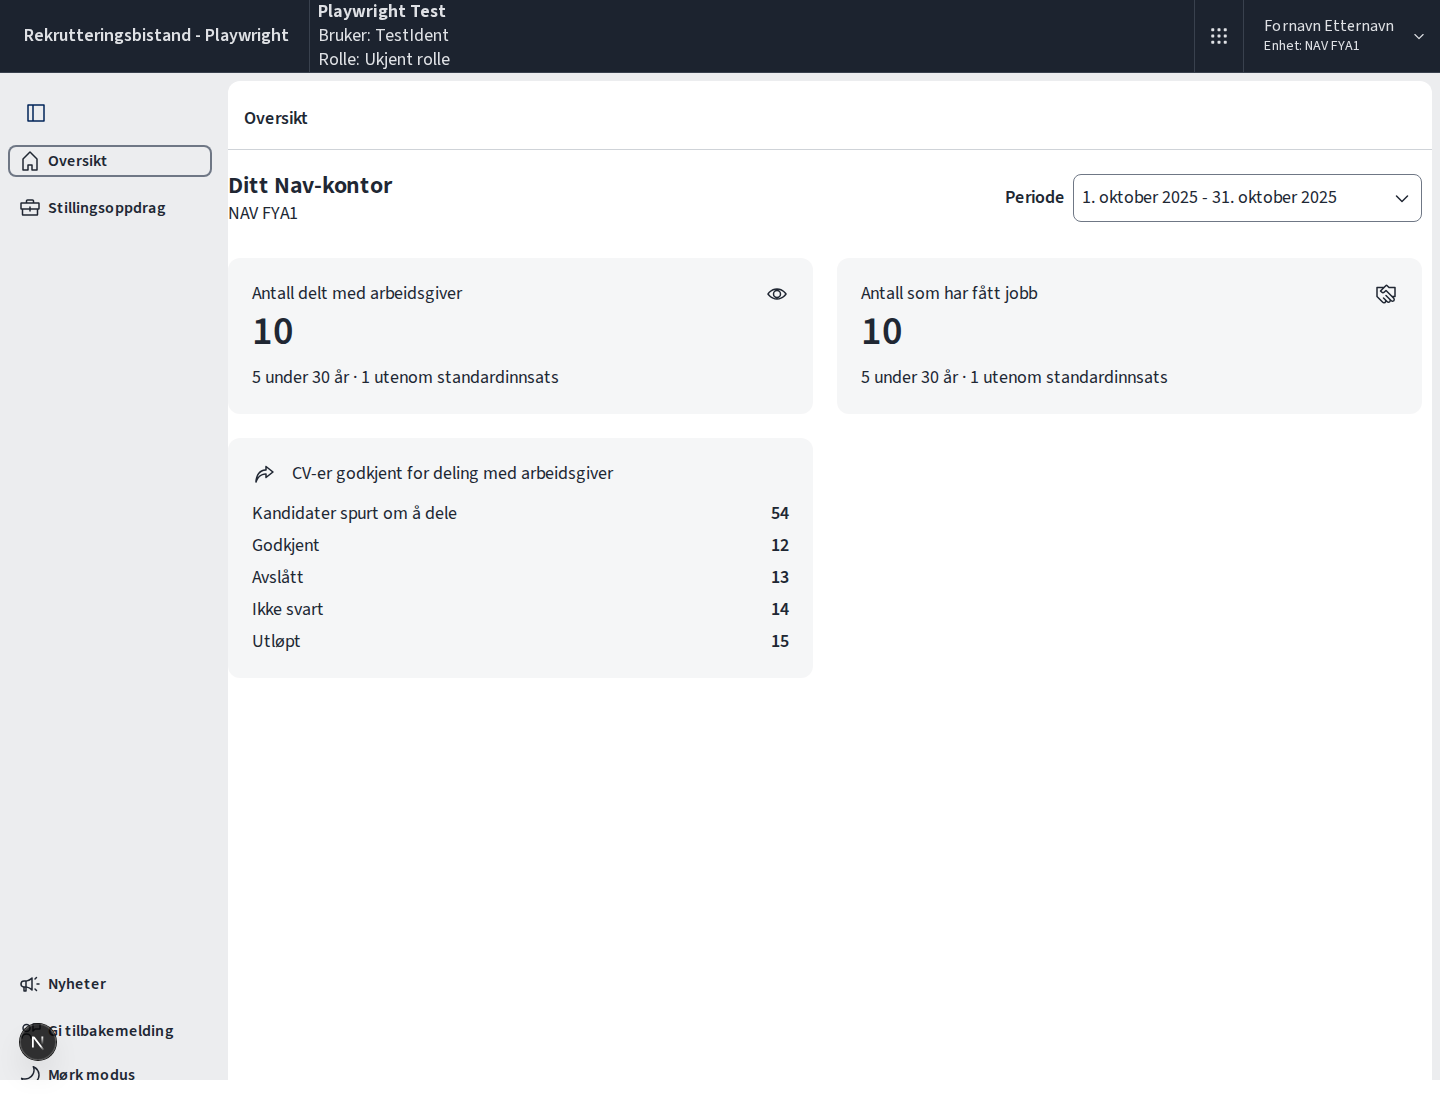 Rekrutteringsbistand - Playwright
Playwright Test
Bruker: TestIdent
Rolle: Ukjent rolle
Fornavn Etternavn
Enhet: NAV FYA1
Oversikt
Stillingsoppdrag
Oversikt
Ditt Nav-kontor
NAV FYA1
Periode
1. oktober 2025 - 31. oktober 2025
Antall delt med arbeidsgiver
10
5 under 30 år · 1 utenom standardinnsats
Antall som har fått jobb
10
5 under 30 år · 1 utenom standardinnsats
CV-er godkjent for deling med arbeidsgiver
Kandidater spurt om å dele 54
Godkjent 12
Avslått 13
Ikke svart 14
Utløpt 15
Nyheter
Gi tilbakemelding
N
Mørk modus